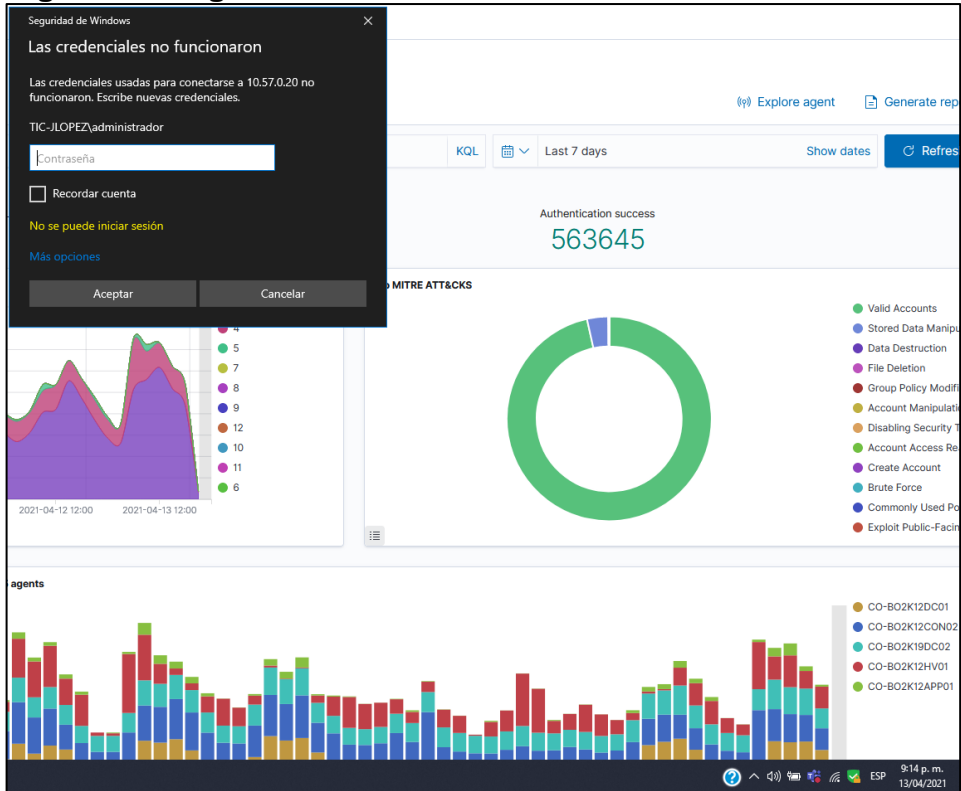 Seguridad de Windows
Las credenciales no funcionaron
Las credenciales usadas para conectarse a 10.57.0.20 no
funcionaron. Escribe nuevas credenciales.
TIC-JLOPEZ\administrador
Contraseña
Recordar cuenta
No se puede iniciar sesión
Más opciones
Aceptar
Cancelar
Explore agent
Generate rep
KQL
Last 7 days
Show dates
Refres
Authentication success
563645
MITRE ATT&CKS
Valid Accounts
Stored Data Manipu
Data Destruction
File Deletion
Group Policy Modifi
Account Manipulati
Disabling Security T
Account Access Re
Create Account
Brute Force
Commonly Used Po
Exploit Public-Facin
4
5
7
8
9
12
10
11
6
2021-04-12 12:00
2021-04-13 12:00
agents
CO-BO2K12DC01
CO-BO2K12CON02
CO-BO2K19DC02
CO-BO2K12HV01
CO-BO2K12APP01
ESP
9:14 p. m.
13/04/2021